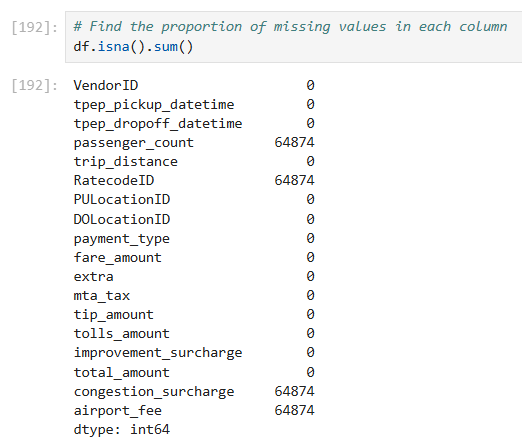 [192]: # Find the proportion of missing values in each column
df.isna().sum()
[192]: VendorID 0
tpep_pickup_datetime 0
tpep_dropoff_datetime 0
passenger_count 64874
trip_distance 0
RatecodeID 64874
PULocationID 0
DOLocationID 0
payment_type 0
fare_amount 0
extra 0
mta_tax 0
tip_amount 0
tolls_amount 0
improvement_surcharge 0
total_amount 0
congestion_surcharge 64874
airport_fee 64874
dtype: int64